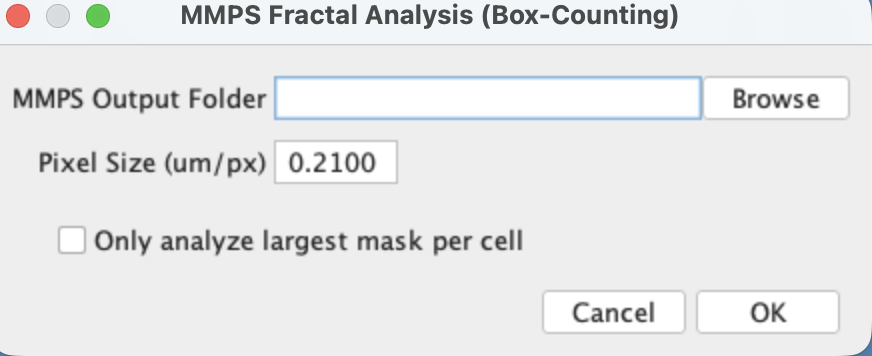 MMPS Fractal Analysis (Box-Counting)
MMPS Output Folder Browse
Pixel Size (um/px) 0.2100
Only analyze largest mask per cell
Cancel OK